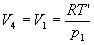 V₄ = V₁ = RT' / p₁